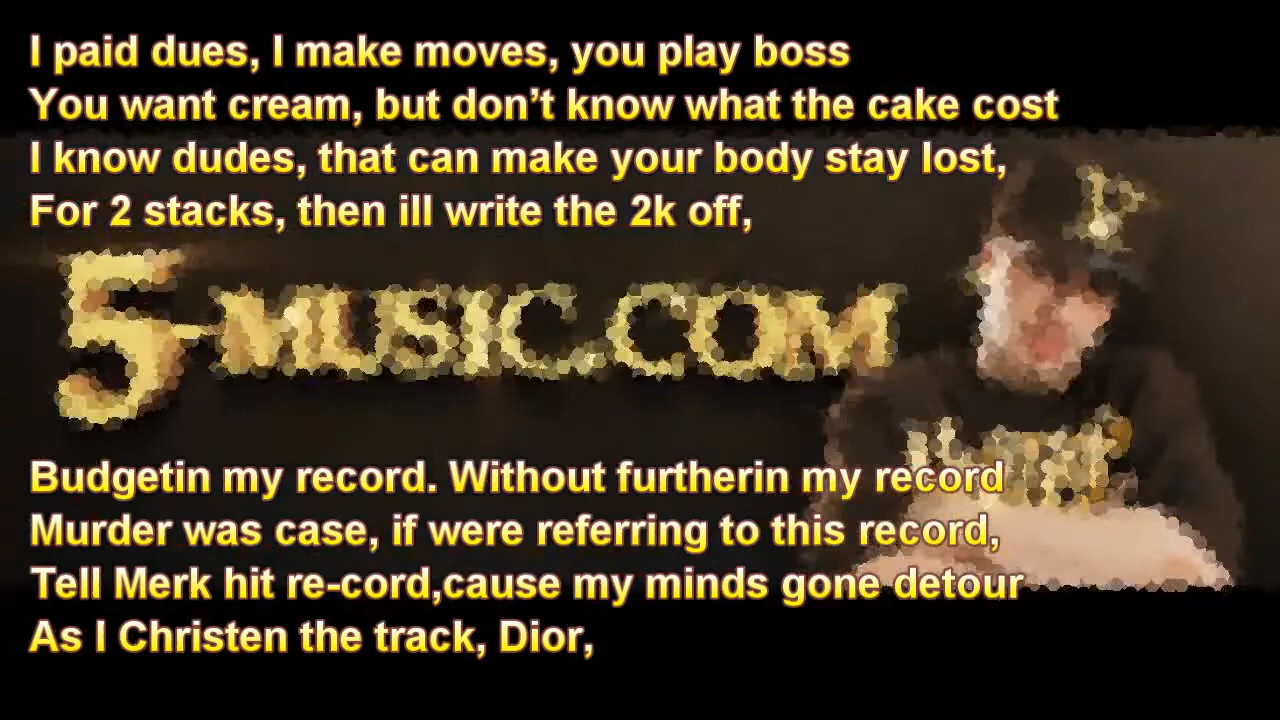 I paid dues, I make moves, you play boss
You want cream, but don’t know what the cake cost
I know dudes, that can make your body stay lost,
For 2 stacks, then ill write the 2k off,
5-MUSIC.COM
Budgetin my record. Without furtherin my record
Murder was case, if were referring to this record,
Tell Merk hit re-cord,cause my minds gone detour
As I Christen the track, Dior,